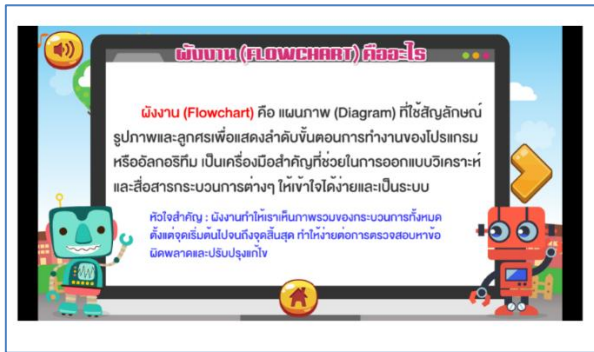 ผังงาน (FLOWCHART) คืออะไร
ผังงาน (Flowchart) คือ แผนภาพ (Diagram) ที่ใช้สัญลักษณ์
รูปภาพและลูกศรเพื่อแสดงลำดับขั้นตอนการทำงานของโปรแกรม
หรืออัลกอริทึม เป็นเครื่องมือสำคัญที่ช่วยในการออกแบบวิเคราะห์
และสื่อสารกระบวนการต่างๆ ให้เข้าใจได้ง่ายและเป็นระบบ
หัวใจสำคัญ : ผังงานทำให้เราเห็นภาพรวมของกระบวนการทั้งหมด
ตั้งแต่จุดเริ่มต้นไปจนถึงจุดสิ้นสุด ทำให้ง่ายต่อการตรวจสอบหาข้อ
ผิดพลาดและปรับปรุงแก้ไข